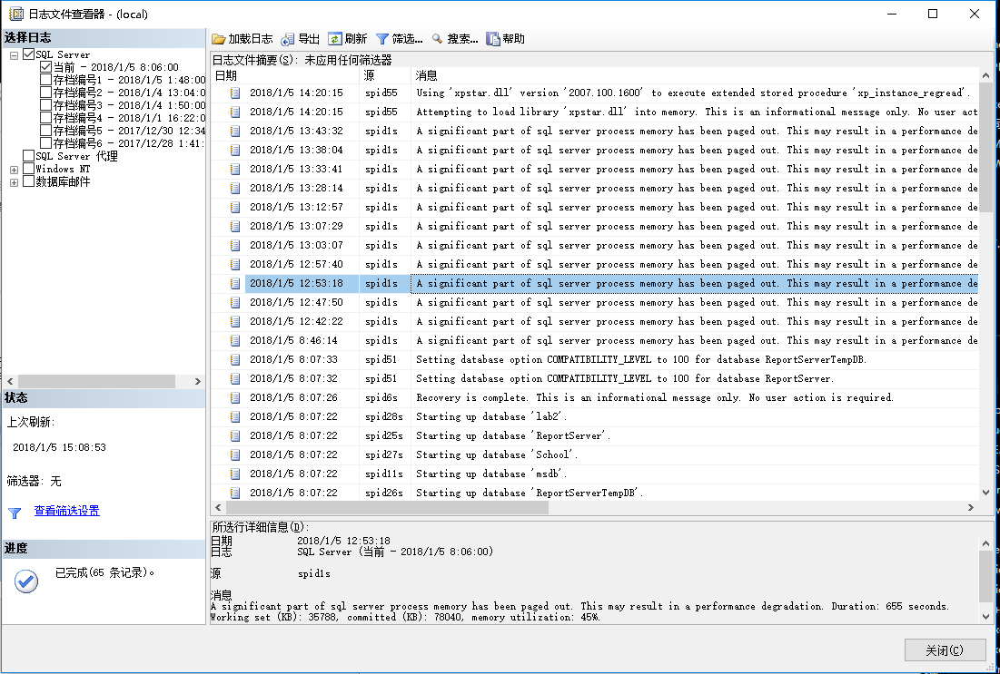 日志文件查看器 - (local)
选择日志
SQL Server
当前 - 2018/1/5 8:06:00
存档编号1 - 2018/1/5 1:48:00
存档编号2 - 2018/1/4 13:04:0
存档编号3 - 2018/1/4 1:50:00
存档编号4 - 2018/1/1 16:22:0
存档编号5 - 2017/12/30 12:34
存档编号6 - 2017/12/28 1:41:
SQL Server 代理
Windows NT
数据库邮件
状态
上次刷新:
2018/1/5 15:08:53
筛选器: 无
查看筛选设置
进度
已完成(65 条记录)。
加载日志 导出 刷新 筛选... 搜索... 帮助
日志文件摘要(S): 未应用任何筛选器
日期 源 消息
2018/1/5 14:20:15 spid55 Using 'xpstar.dll' version '2007.100.1600' to execute extended stored procedure 'xp_instance_regread'.
2018/1/5 14:20:15 spid55 Attempting to load library 'xpstar.dll' into memory. This is an informational message only. No user act
2018/1/5 13:43:32 spid1s A significant part of sql server process memory has been paged out. This may result in a performance de
2018/1/5 13:38:04 spid1s A significant part of sql server process memory has been paged out. This may result in a performance de
2018/1/5 13:33:41 spid1s A significant part of sql server process memory has been paged out. This may result in a performance de
2018/1/5 13:28:14 spid1s A significant part of sql server process memory has been paged out. This may result in a performance de
2018/1/5 13:12:57 spid1s A significant part of sql server process memory has been paged out. This may result in a performance de
2018/1/5 13:07:29 spid1s A significant part of sql server process memory has been paged out. This may result in a performance de
2018/1/5 13:03:07 spid1s A significant part of sql server process memory has been paged out. This may result in a performance de
2018/1/5 12:57:40 spid1s A significant part of sql server process memory has been paged out. This may result in a performance de
2018/1/5 12:53:18 spid1s A significant part of sql server process memory has been paged out. This may result in a performance de
2018/1/5 12:47:50 spid1s A significant part of sql server process memory has been paged out. This may result in a performance de
2018/1/5 12:42:22 spid1s A significant part of sql server process memory has been paged out. This may result in a performance de
2018/1/5 8:46:14 spid1s A significant part of sql server process memory has been paged out. This may result in a performance de
2018/1/5 8:07:33 spid51 Setting database option COMPATIBILITY_LEVEL to 100 for database ReportServerTempDB.
2018/1/5 8:07:32 spid51 Setting database option COMPATIBILITY_LEVEL to 100 for database ReportServer.
2018/1/5 8:07:26 spid6s Recovery is complete. This is an informational message only. No user action is required.
2018/1/5 8:07:22 spid28s Starting up database 'lab2'.
2018/1/5 8:07:22 spid25s Starting up database 'ReportServer'.
2018/1/5 8:07:22 spid27s Starting up database 'School'.
2018/1/5 8:07:22 spid11s Starting up database 'msdb'.
2018/1/5 8:07:22 spid26s Starting up database 'ReportServerTempDB'.
所选行详细信息(D):
日期 2018/1/5 12:53:18
日志 SQL Server (当前 - 2018/1/5 8:06:00)
源 spid1s
消息
A significant part of sql server process memory has been paged out. This may result in a performance degradation. Duration: 655 seconds.
Working set (KB): 35788, committed (KB): 78040, memory utilization: 45%.
关闭(C)